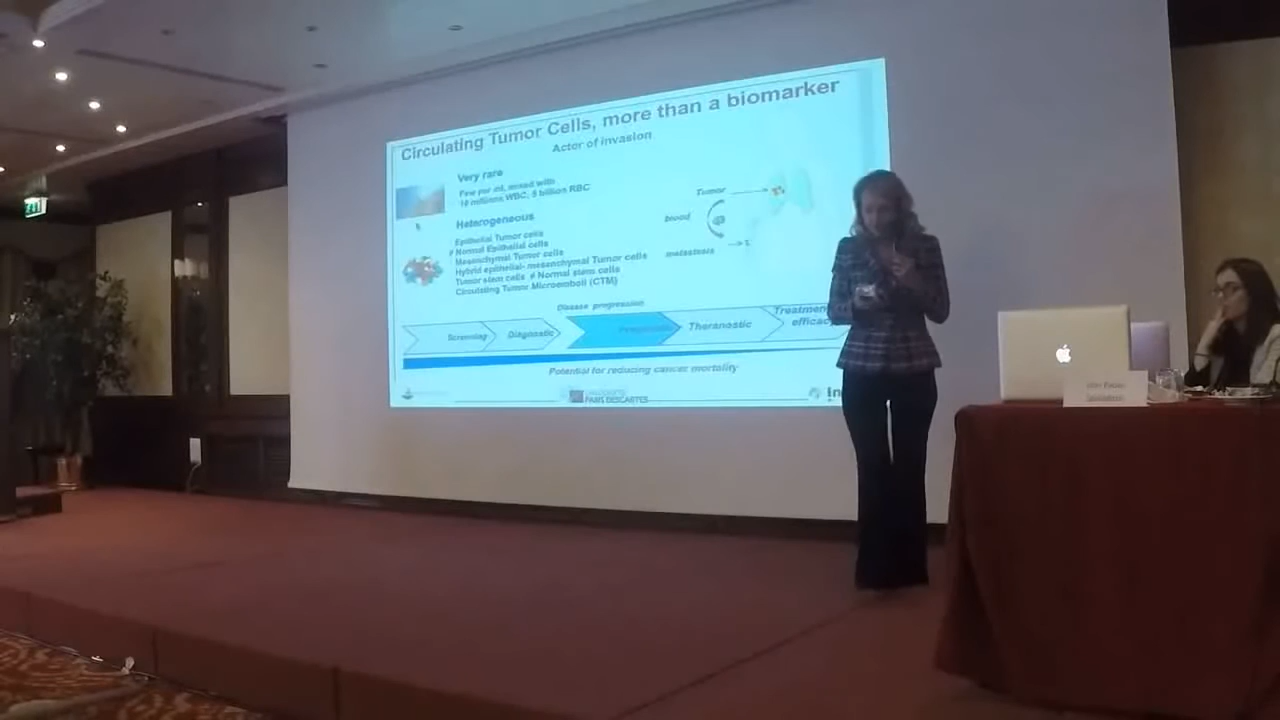 Circulating Tumor Cells, more than a biomarker
Actor of invasion
Very rare
Few per ml, mixed with
10 millions WBC, 5 billion RBC
Heterogeneous
Epithelial Tumor cells
≠ Normal Epithelial cells
Mesenchymal Tumor cells
Hybrid epithelial- mesenchymal Tumor cells
Tumor stem cells ≠ Normal stem cells
Circulating Tumor Microemboli (CTM)
Tumor
blood
metastasis
Disease progression
Screening
Diagnostic
Theranostic
Treatment
efficacy
Potential for reducing cancer mortality
PARIS DESCARTES